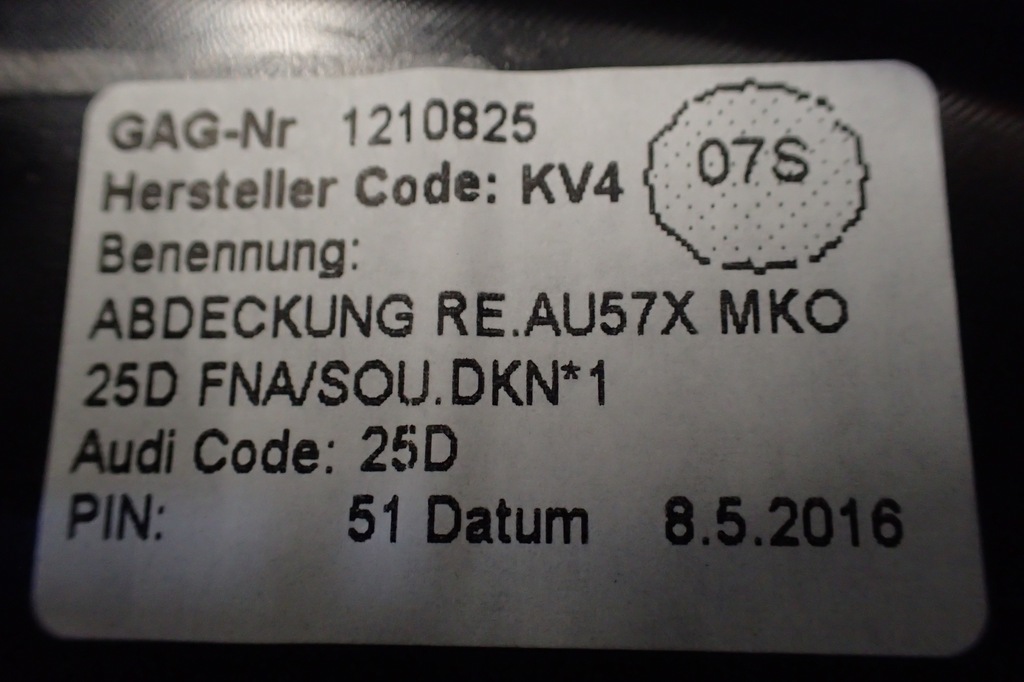 GAG-Nr 1210825
07S
Hersteller Code: KV4
Benennung:
ABDECKUNG RE.AU57X MKO
25D FNA/SOU.DKN*1
Audi Code: 25D
PIN: 51 Datum 8.5.2016